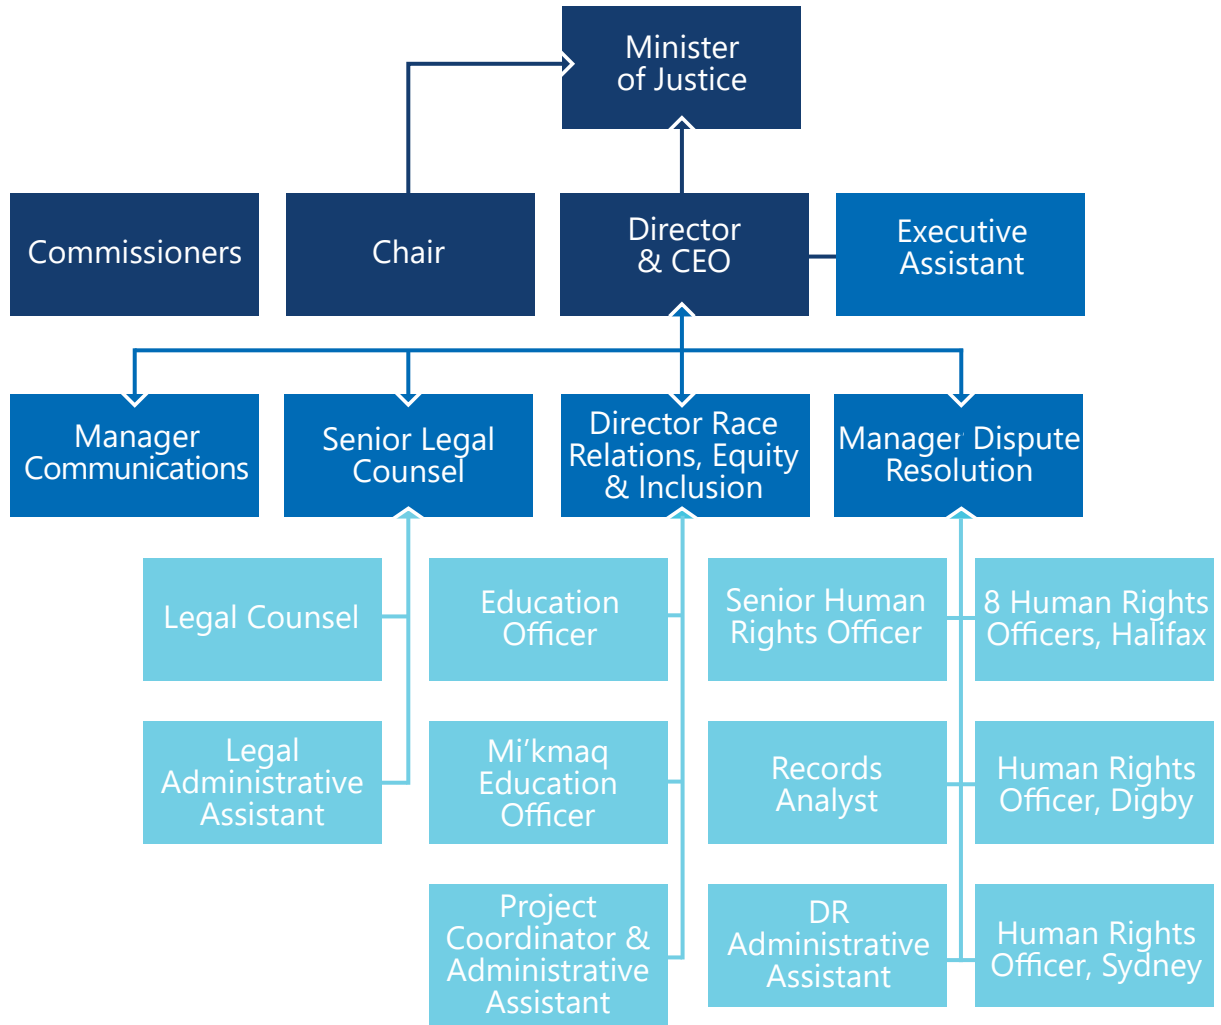 Minister
of Justice
Commissioners
Chair
Director
& CEO
Executive
Assistant
Manager
Communications
Senior Legal
Counsel
Director Race
Relations, Equity
& Inclusion
Manager Dispute
Resolution
Legal Counsel
Education
Officer
Senior Human
Rights Officer
8 Human Rights
Officers, Halifax
Legal
Administrative
Assistant
Mi’kmaq
Education
Officer
Records
Analyst
Human Rights
Officer, Digby
Project
Coordinator &
Administrative
Assistant
DR
Administrative
Assistant
Human Rights
Officer, Sydney